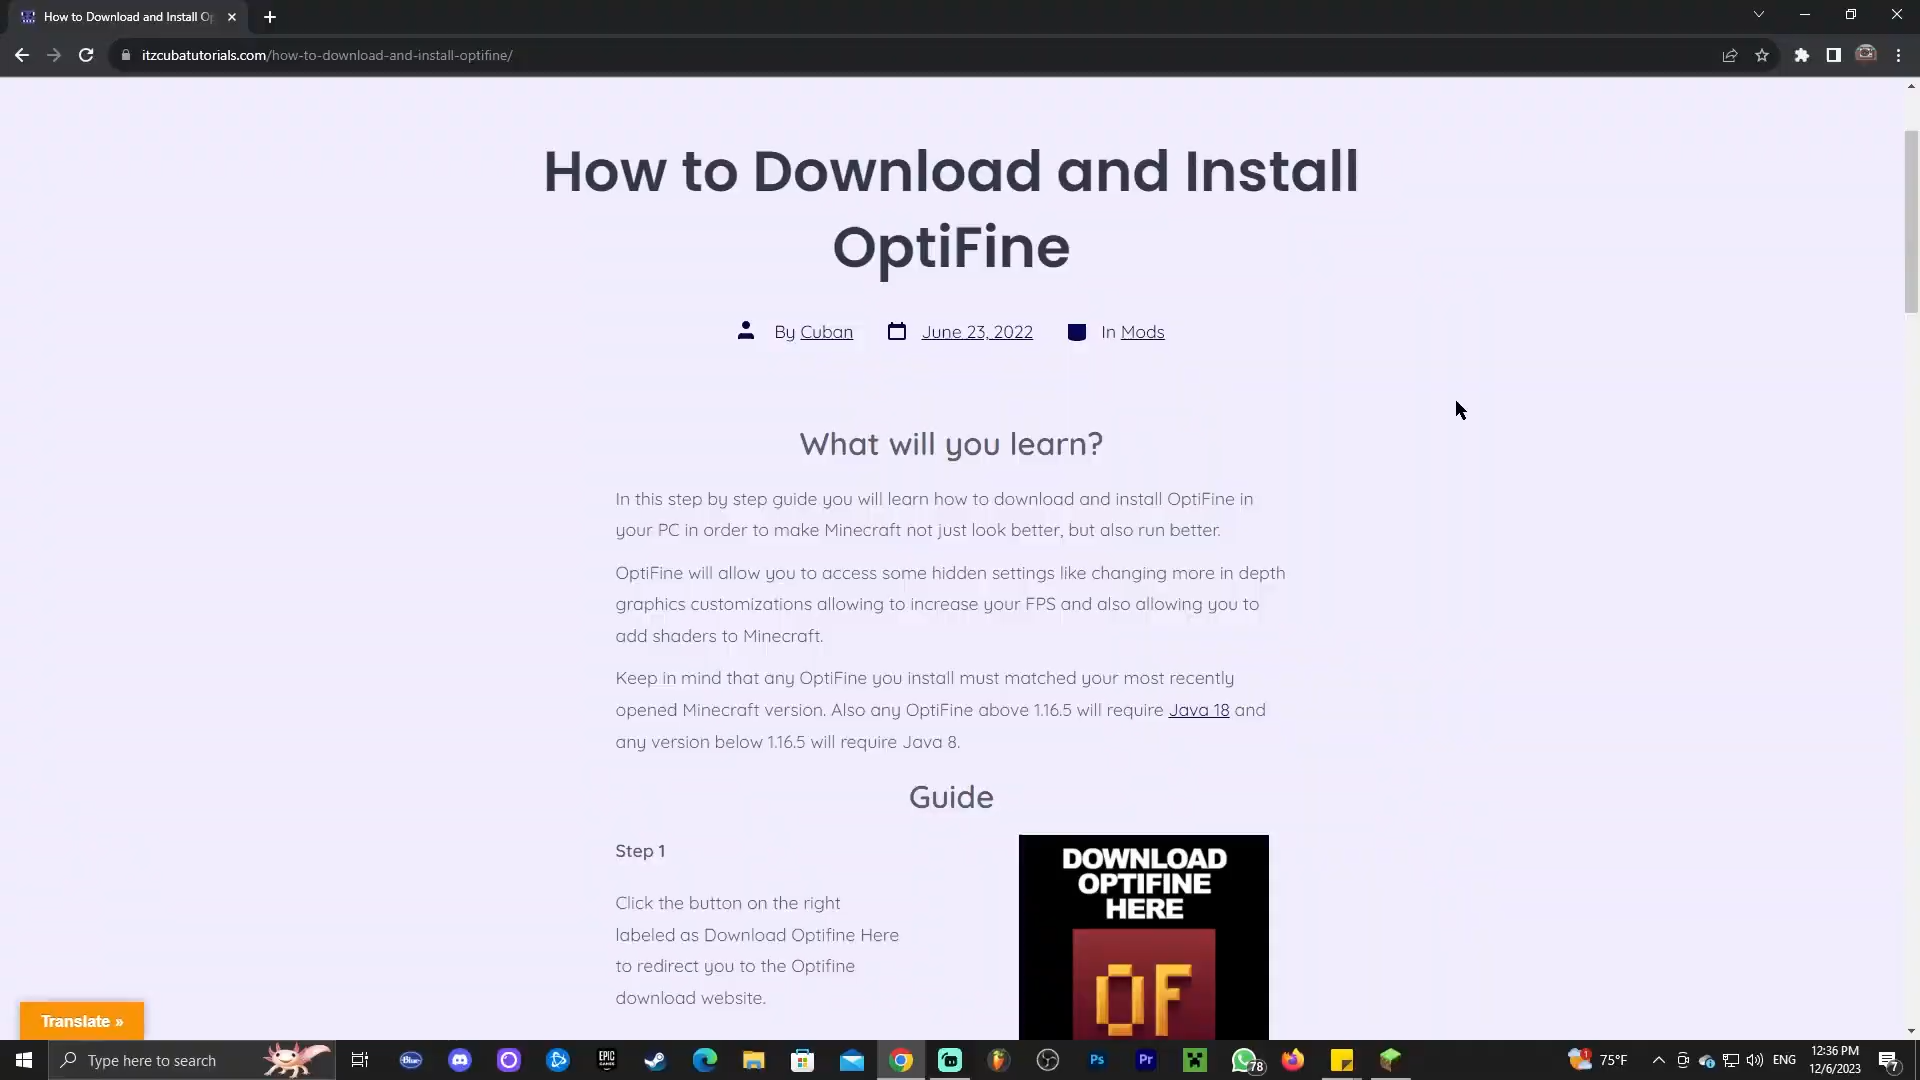 How to Download and Install Op
itzcubatutorials.com/how-to-download-and-install-optifine/
How to Download and Install
OptiFine
By Cuban June 23, 2022 In Mods
What will you learn?
In this step by step guide you will learn how to download and install OptiFine in
your PC in order to make Minecraft not just look better, but also run better.
OptiFine will allow you to access some hidden settings like changing more in depth
graphics customizations allowing to increase your FPS and also allowing you to
add shaders to Minecraft.
Keep in mind that any OptiFine you install must matched your most recently
opened Minecraft version. Also any OptiFine above 1.16.5 will require Java 18 and
any version below 1.16.5 will require Java 8.
Guide
Step 1
Click the button on the right
labeled as Download Optifine Here
to redirect you to the Optifine
download website.
DOWNLOAD
OPTIFINE
HERE
OF
Translate »
Type here to search
Blue
EPIC
GAMES
Ps
Pr
78
1
75°F
ENG
12:36 PM
12/6/2023
7